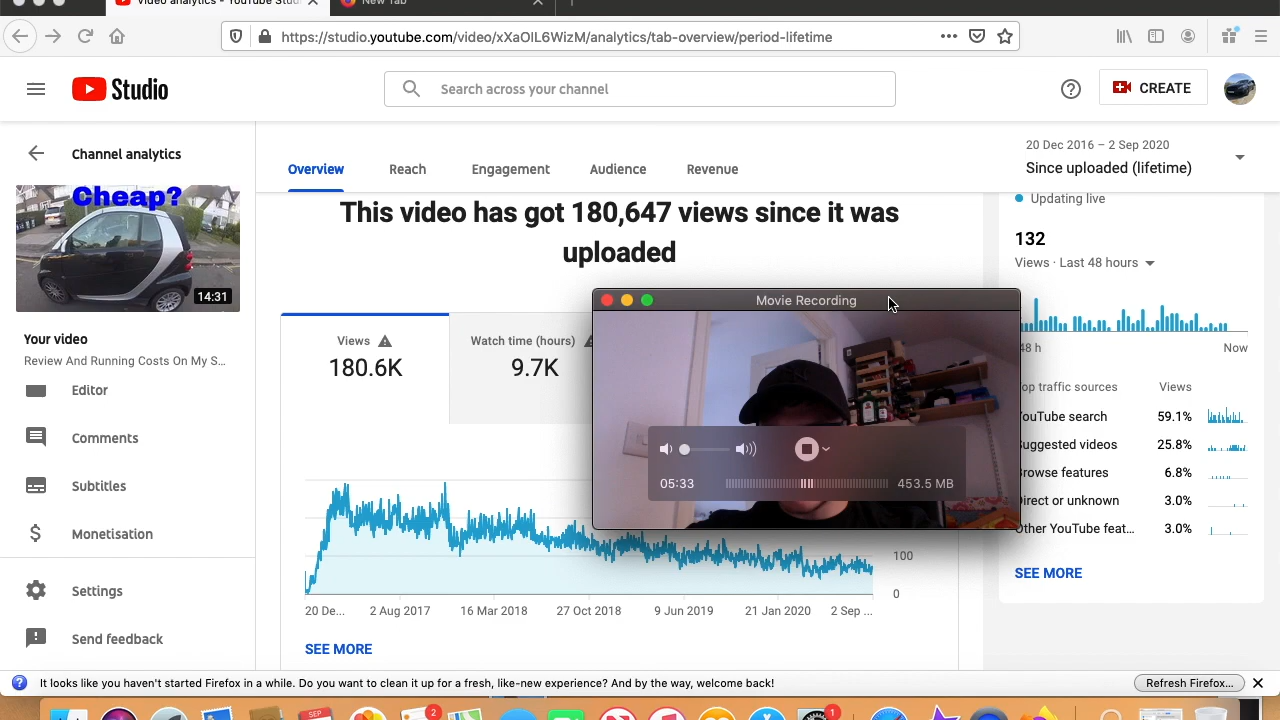 Video analytics - YouTube Stud
New Tab
https://studio.youtube.com/video/xXaOIL6WizM/analytics/tab-overview/period-lifetime
Studio
Search across your channel
CREATE
Channel analytics
Cheap?
14:31
Your video
Review And Running Costs On My S...
Editor
Comments
Subtitles
Monetisation
Settings
Send feedback
Overview
Reach
Engagement
Audience
Revenue
20 Dec 2016 – 2 Sep 2020
Since uploaded (lifetime)
This video has got 180,647 views since it was
uploaded
Views
180.6K
Watch time (hours)
9.7K
100
0
20 De...
2 Aug 2017
16 Mar 2018
27 Oct 2018
9 Jun 2019
21 Jan 2020
2 Sep ...
SEE MORE
Movie Recording
05:33
453.5 MB
Updating live
132
Views · Last 48 hours
48 h
Now
op traffic sources
Views
YouTube search
59.1%
uggested videos
25.8%
rowse features
6.8%
irect or unknown
3.0%
Other YouTube feat...
3.0%
SEE MORE
It looks like you haven't started Firefox in a while. Do you want to clean it up for a fresh, like-new experience? And by the way, welcome back!
Refresh Firefox...
SEP
2
1